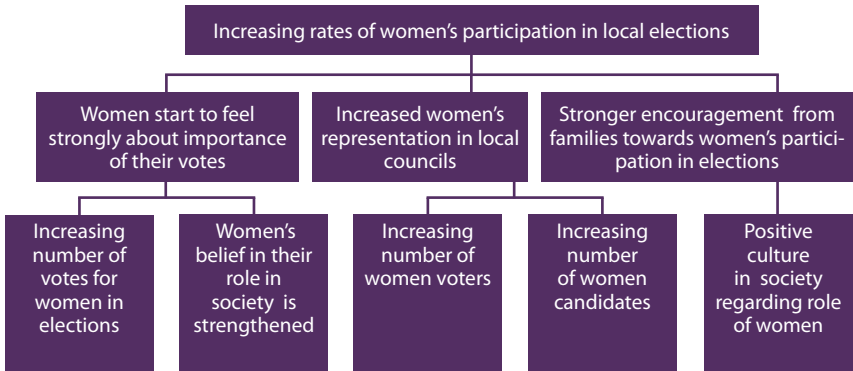 Increasing rates of women’s participation in local elections
Women start to feel
strongly about importance
of their votes
Increased women’s
representation in local
councils
Stronger encouragement from
families towards women’s partici-
pation in elections
Increasing
number of
votes for
women in
elections
Women’s
belief in their
role in
society is
strengthened
Increasing
number of
women voters
Increasing
number
of women
candidates
Positive
culture
in society
regarding role
of women